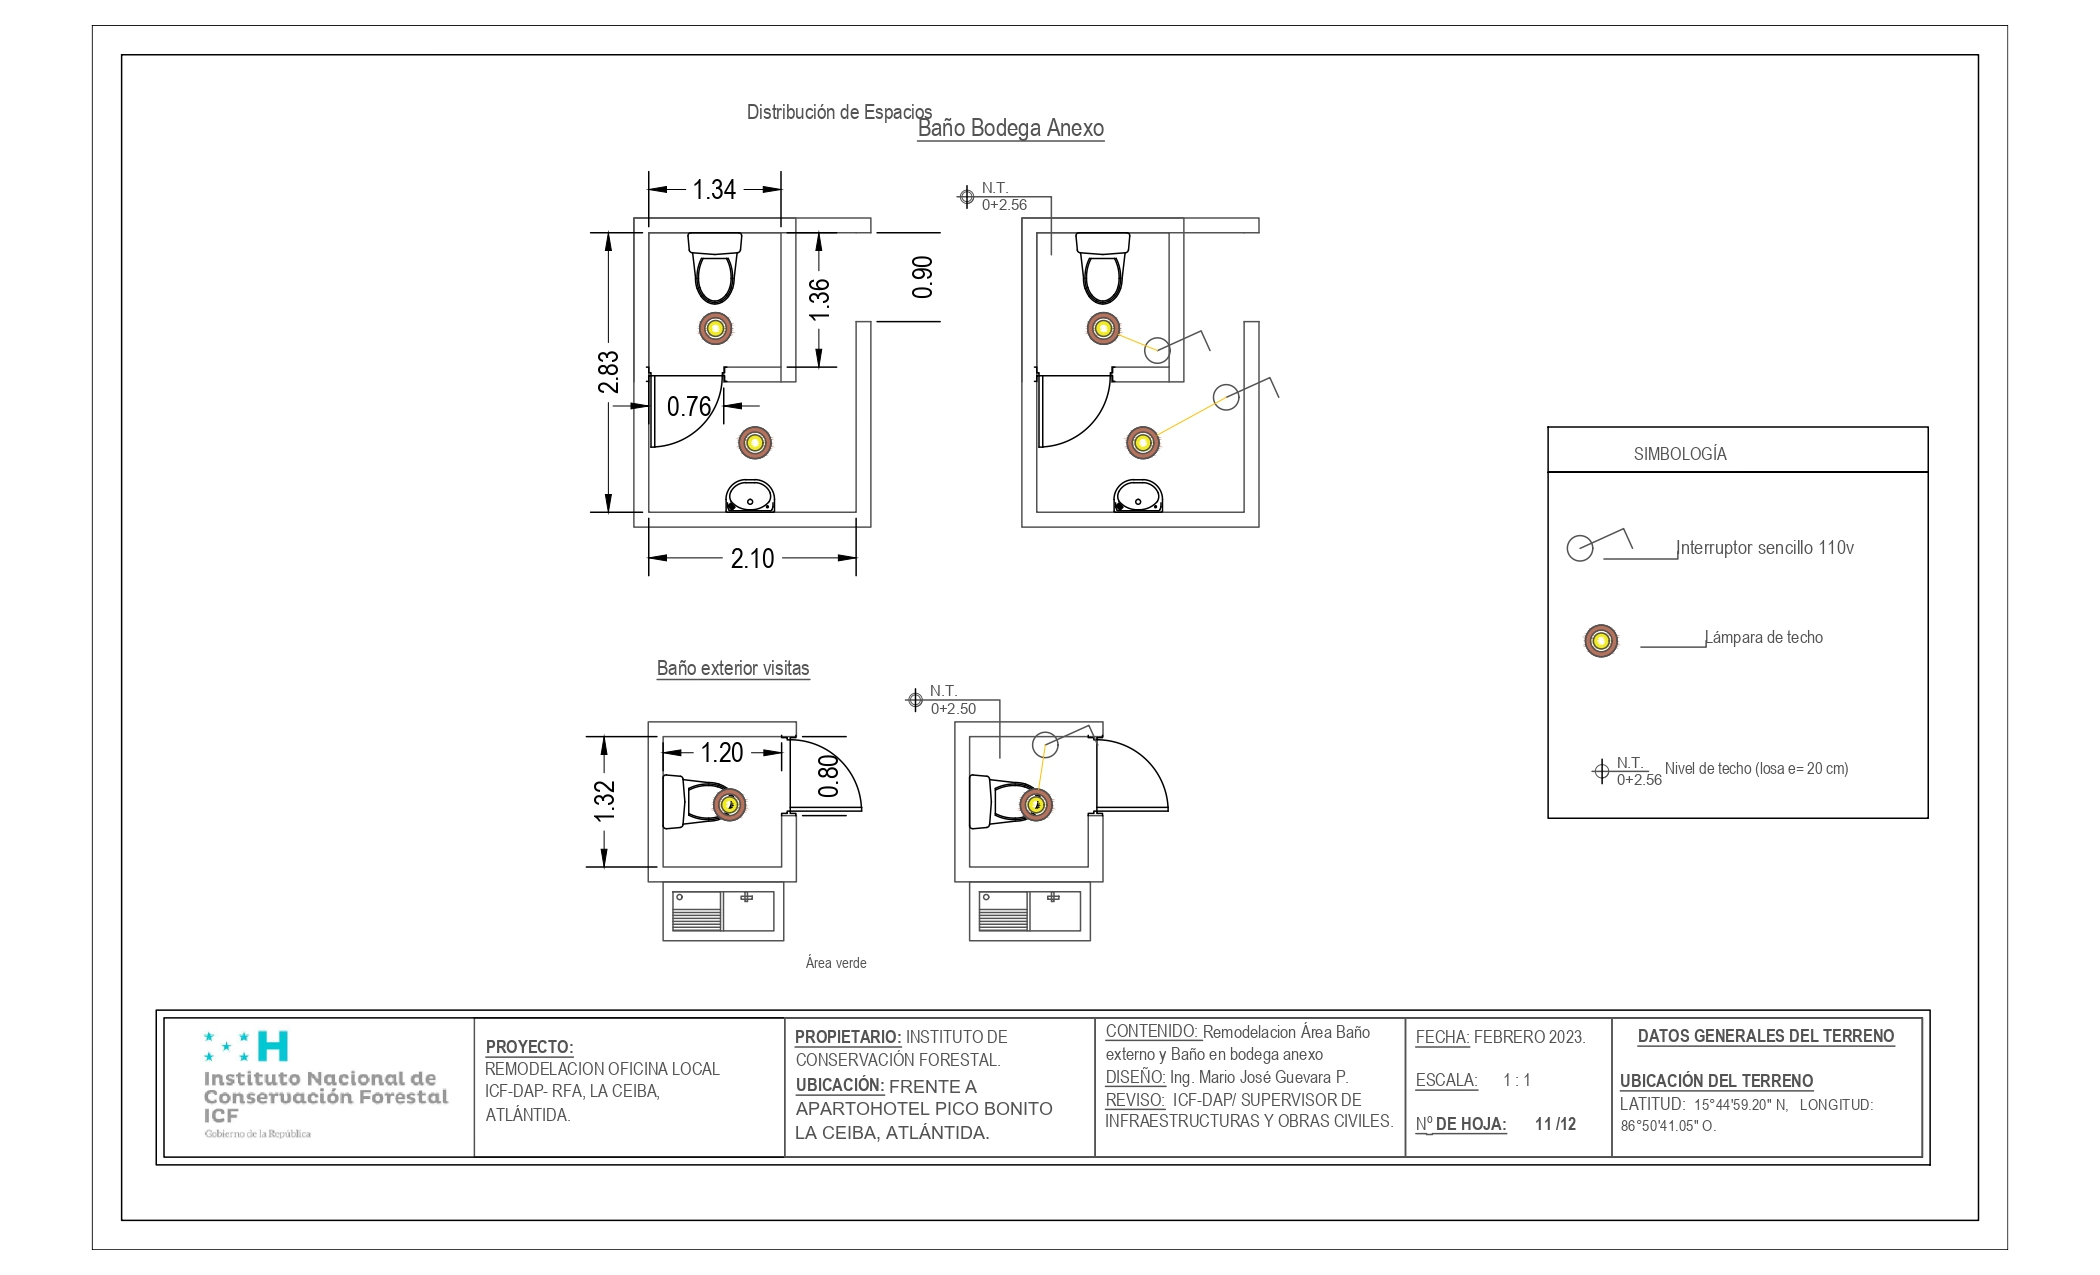 Distribución de Espacios
Baño Bodega Anexo
1.34
N.T.
0+2.56
0.90
1.36
2.83
0.76
2.10
SIMBOLOGÍA
Interruptor sencillo 110v
Lámpara de techo
N.T.
0+2.56
Nivel de techo (losa e= 20 cm)
Baño exterior visitas
N.T.
0+2.50
1.20
0.80
1.32
Área verde
H
Instituto Nacional de
Conservación Forestal
ICF
Gobierno de la República
PROYECTO:
REMODELACION OFICINA LOCAL
ICF-DAP- RFA, LA CEIBA,
ATLÁNTIDA.
PROPIETARIO: INSTITUTO DE
CONSERVACIÓN FORESTAL.
UBICACIÓN: FRENTE A
APARTOHOTEL PICO BONITO
LA CEIBA, ATLÁNTIDA.
CONTENIDO: Remodelacion Área Baño
externo y Baño en bodega anexo
DISEÑO: Ing. Mario José Guevara P.
REVISO: ICF-DAP/ SUPERVISOR DE
INFRAESTRUCTURAS Y OBRAS CIVILES.
FECHA: FEBRERO 2023.
ESCALA: 1 : 1
Nº DE HOJA: 11 /12
DATOS GENERALES DEL TERRENO
UBICACIÓN DEL TERRENO
LATITUD: 15°44'59.20" N, LONGITUD:
86°50'41.05" O.